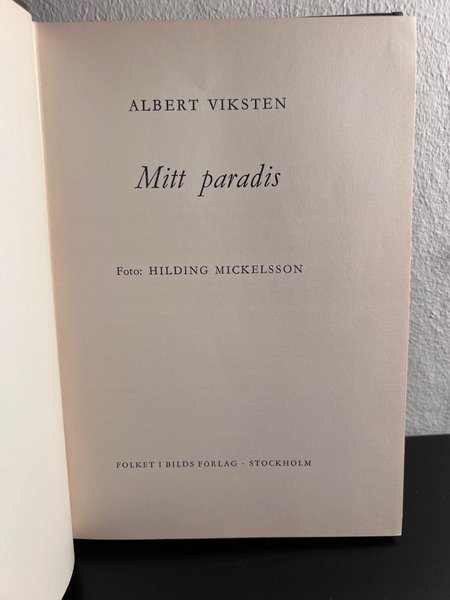 ALBERT VIKSTEN
Mitt paradis
Foto: HILDING MICKELSSON
FOLKET I BILDS FÖRLAG · STOCKHOLM